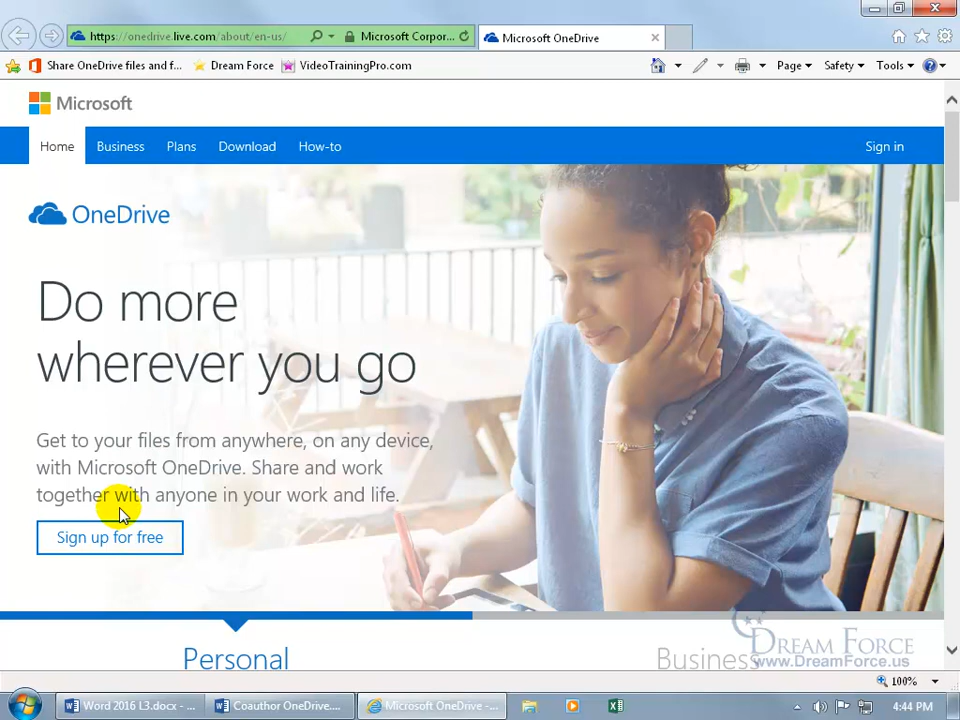 https://onedrive.live.com/about/en-us/
Microsoft Corpor...
Microsoft OneDrive
Share OneDrive files and f...
Dream Force
VideoTrainingPro.com
Page
Safety
Tools
Microsoft
Home
Business
Plans
Download
How-to
Sign in
OneDrive
Do more
wherever you go
Get to your files from anywhere, on any device,
with Microsoft OneDrive. Share and work
together with anyone in your work and life.
Sign up for free
Personal
Business
DREAM FORCE
www.DreamForce.us
100%
Word 2016 L3.docx - ...
Coauthor OneDrive....
Microsoft OneDrive -...
4:44 PM